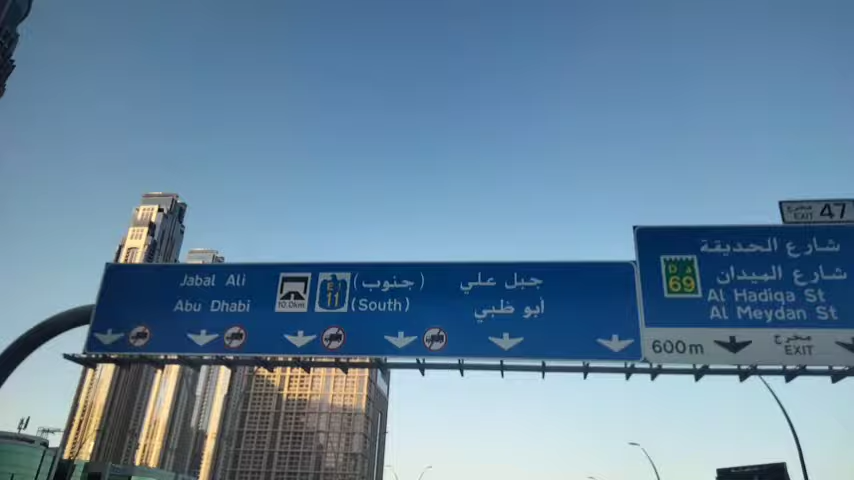 Jabal Ali
Abu Dhabi
10.0km
E
11
(جنوب)
(South)
جبل علي
أبو ظبي
مخرج
EXIT 47
شارع الحديقة
شارع الميدان
D
69
Al Hadiqa St
Al Meydan St
600m
مخرج
EXIT